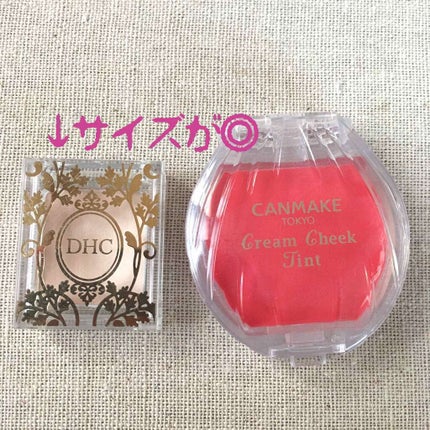 ↓サイズが◎
DHC
CANMAKE
TOKYO
Cream Cheek
Tint